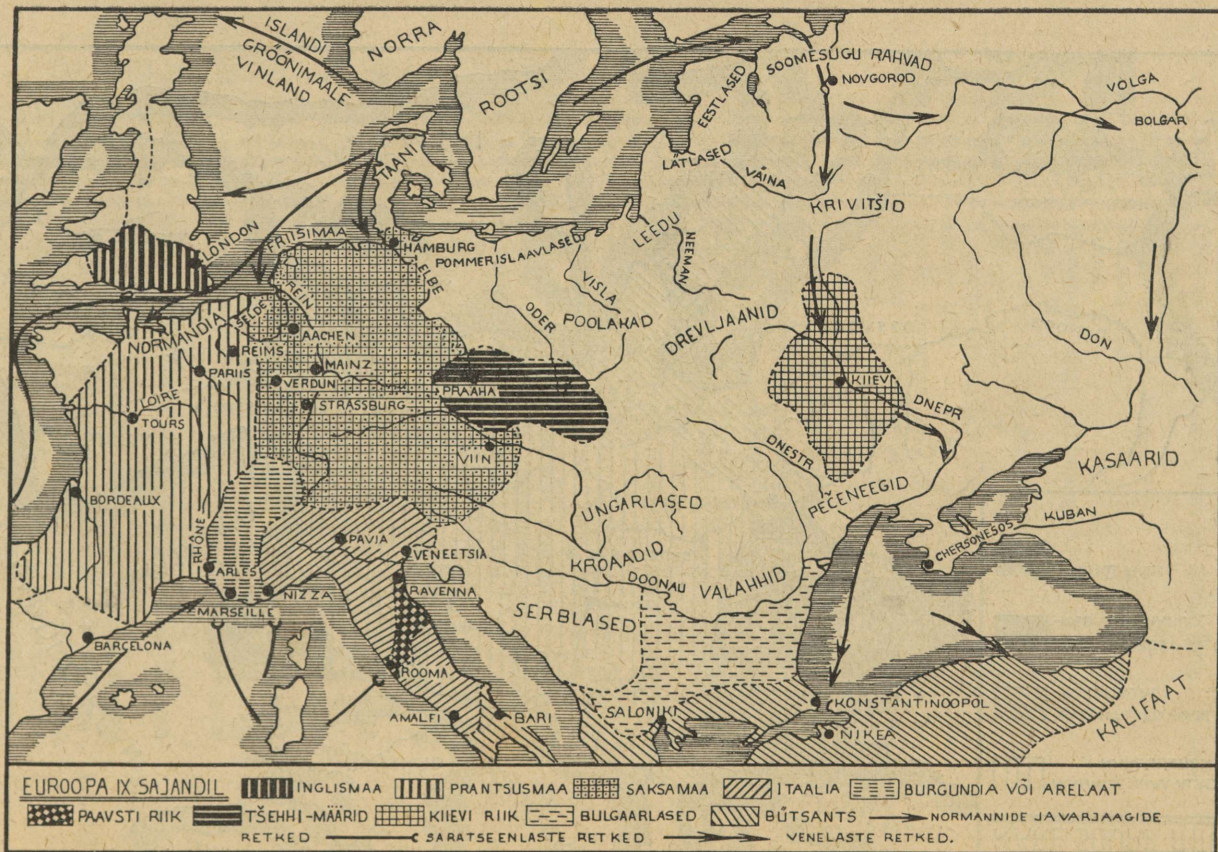 ISLANDI
GRÖÖNIMAALE
VINLAND
NORRA
ROOTSI
SOOMESUGU RAHVAD
NOVGOROD
EESTLASED
VOLGA
BOLGAR
LÄTLASED
VÄINA
KRIVITŠID
TAANI
LONDON
FRIISIMAA
HAMBURG
POMMERISLAAVLASED
ELBE
LEEDU
NEEMAN
VISLA
ODER
POOLAKAD
DREVLJAANID
DON
NORMANDIA
SELDE
REIN
AACHEN
REIMS
PARIIS
MAINZ
VERDUN
PRAAHA
KIIEV
LOIRE
TOURS
STRASSBURG
DNEPR
VIIN
DNESTR
KASAARID
BORDEAUX
UNGARLASED
PEČENEEGID
KUBAN
CHERSONESOS
RHÔNE
PAVIA
VENEETSIA
KROAADID
ARLES
DOONAU
VALAHHID
NIZZA
RAVENNA
MARSEILLE
SERBLASED
BARCELONA
ROOMA
AMALFI
BARI
SALONIKI
KONSTANTINOOPOL
NIKEA
KALIFAAT
EUROOPA IX SAJANDIL INGLISMAA PRANTSUSMAA SAKSAMAA ITAALIA BURGUNDIA VÕI ARELAAT
PAAVSTI RIIK TŠEHHI-MÄÄRID KIIEVI RIIK BULGAARLASED BÜTSANTS NORMANNIDE JA VARJAAGIDE
RETKED SARATSEENLASTE RETKED VENELASTE RETKED.